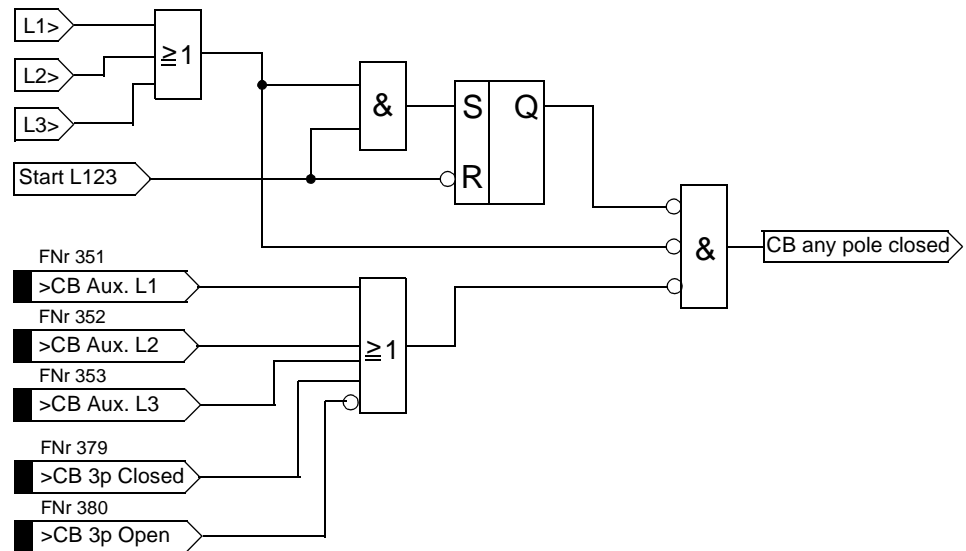 L1>
L2>
L3>
≧1
&
S Q
R
Start L123
&
CB any pole closed
FNr 351
>CB Aux. L1
FNr 352
>CB Aux. L2
≧1
FNr 353
>CB Aux. L3
FNr 379
>CB 3p Closed
FNr 380
>CB 3p Open